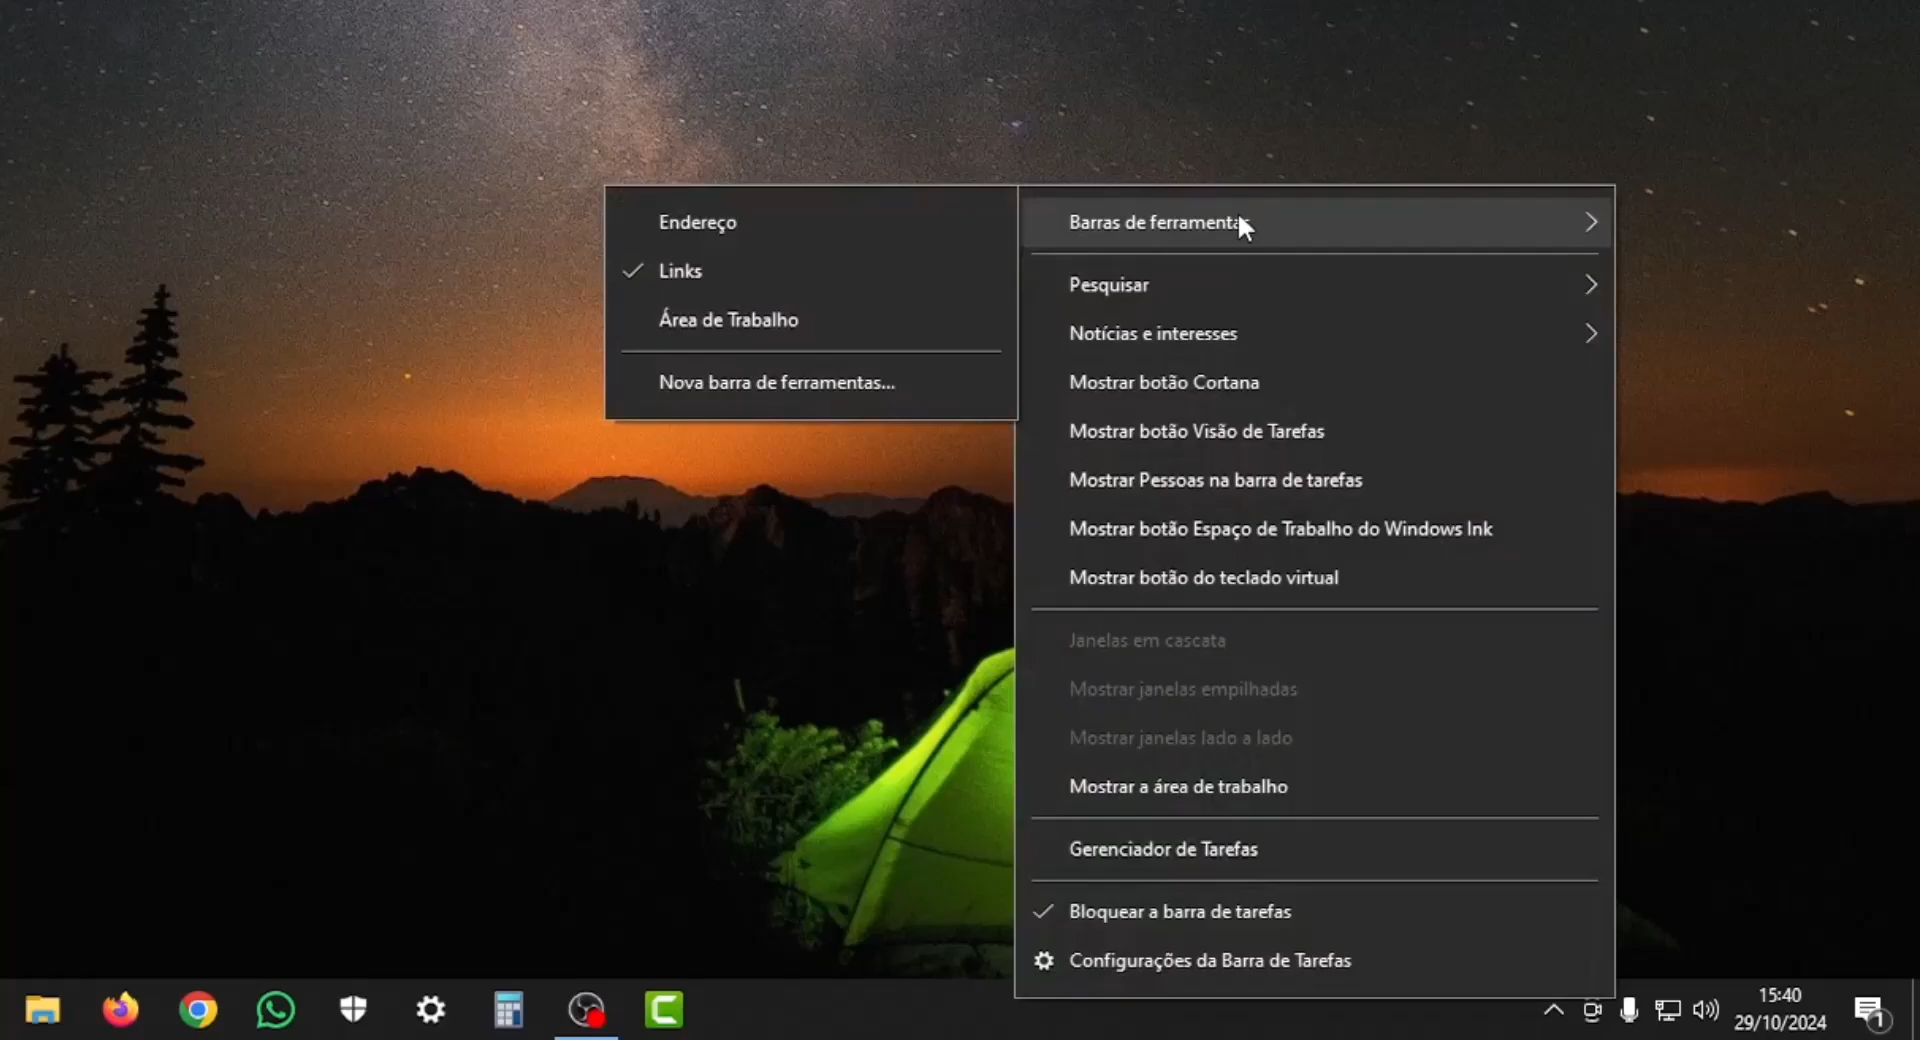 Endereço
Links
Área de Trabalho
Nova barra de ferramentas...
Barras de ferramentas
Pesquisar
Notícias e interesses
Mostrar botão Cortana
Mostrar botão Visão de Tarefas
Mostrar Pessoas na barra de tarefas
Mostrar botão Espaço de Trabalho do Windows Ink
Mostrar botão do teclado virtual
Janelas em cascata
Mostrar janelas empilhadas
Mostrar janelas lado a lado
Mostrar a área de trabalho
Gerenciador de Tarefas
Bloquear a barra de tarefas
Configurações da Barra de Tarefas
15:40
29/10/2024
1